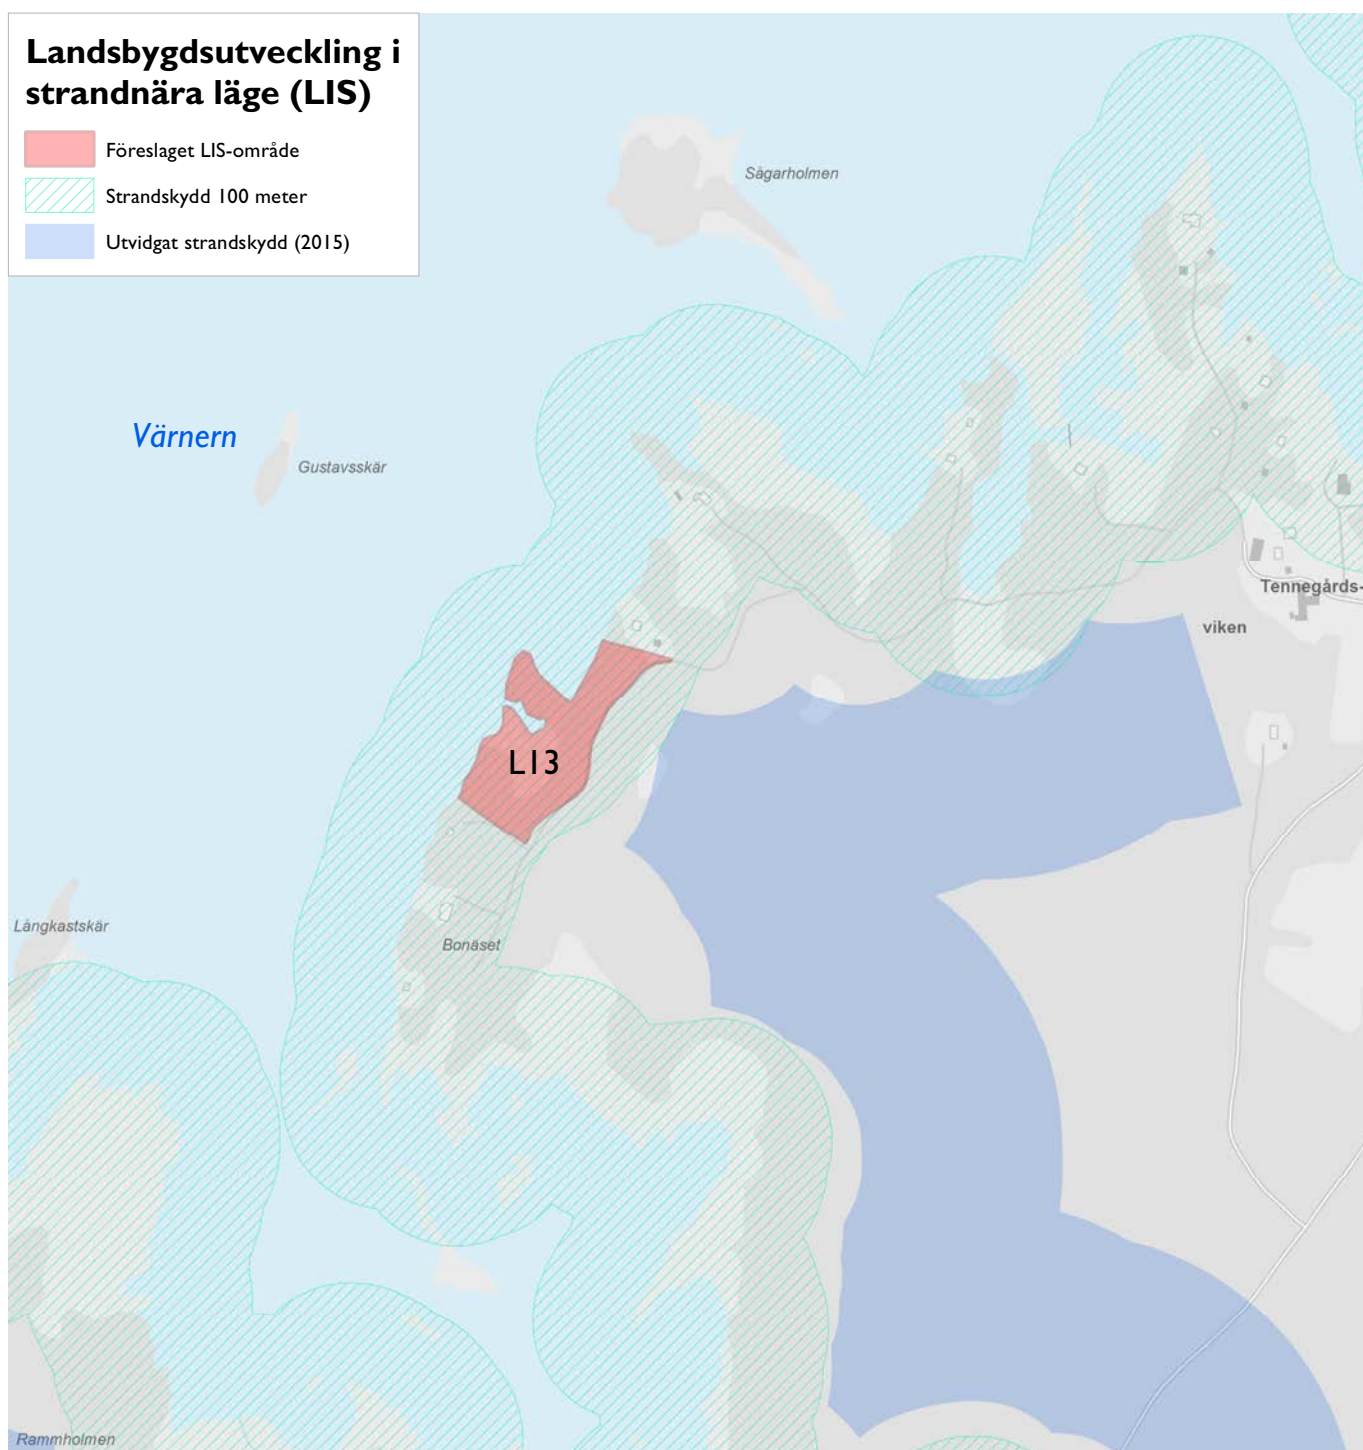 Landsbygdsutveckling i
strandnära läge (LIS)
Föreslaget LIS-område
Strandskydd 100 meter
Utvidgat strandskydd (2015)
Sågarholmen
Värnern
Gustavsskär
Tennegårds-
viken
L13
Långkastskär
Bonäset
Rammholmen